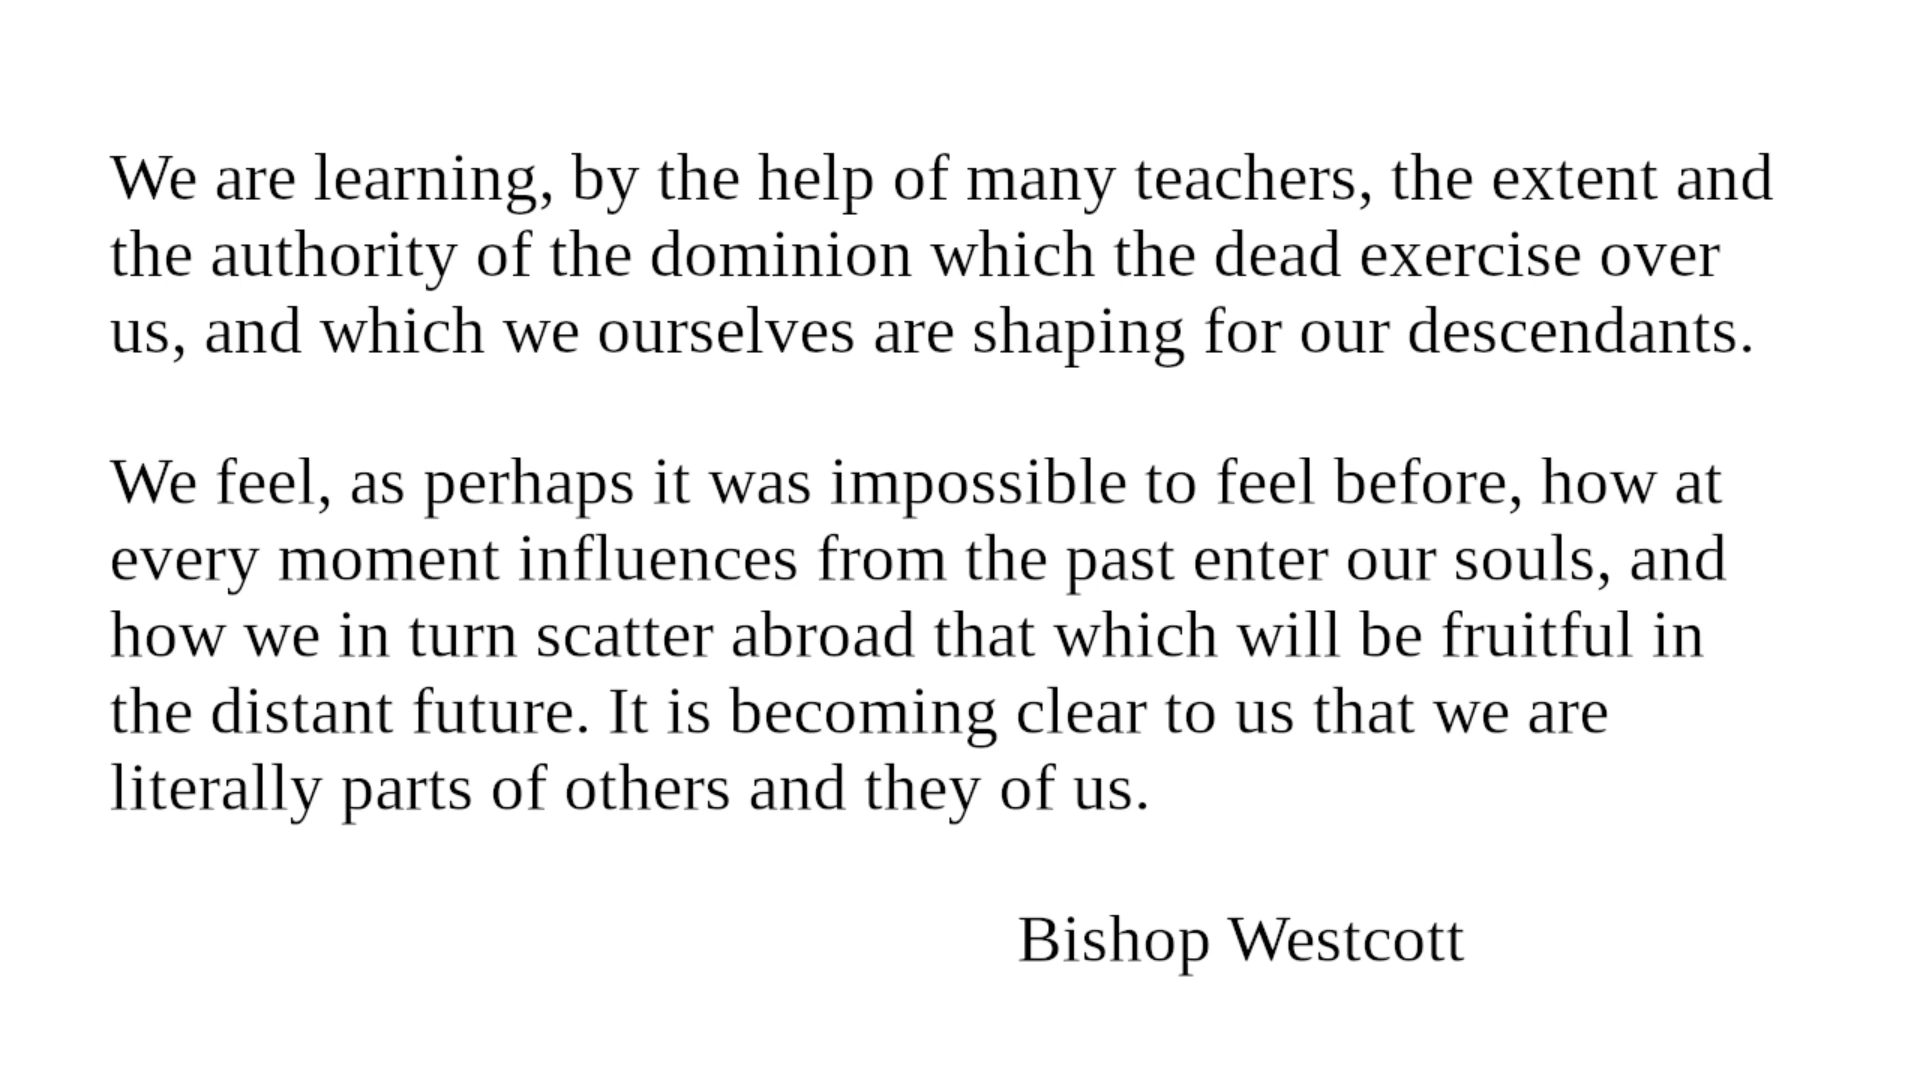 We are learning, by the help of many teachers, the extent and
the authority of the dominion which the dead exercise over
us, and which we ourselves are shaping for our descendants.
We feel, as perhaps it was impossible to feel before, how at
every moment influences from the past enter our souls, and
how we in turn scatter abroad that which will be fruitful in
the distant future. It is becoming clear to us that we are
literally parts of others and they of us.
Bishop Westcott